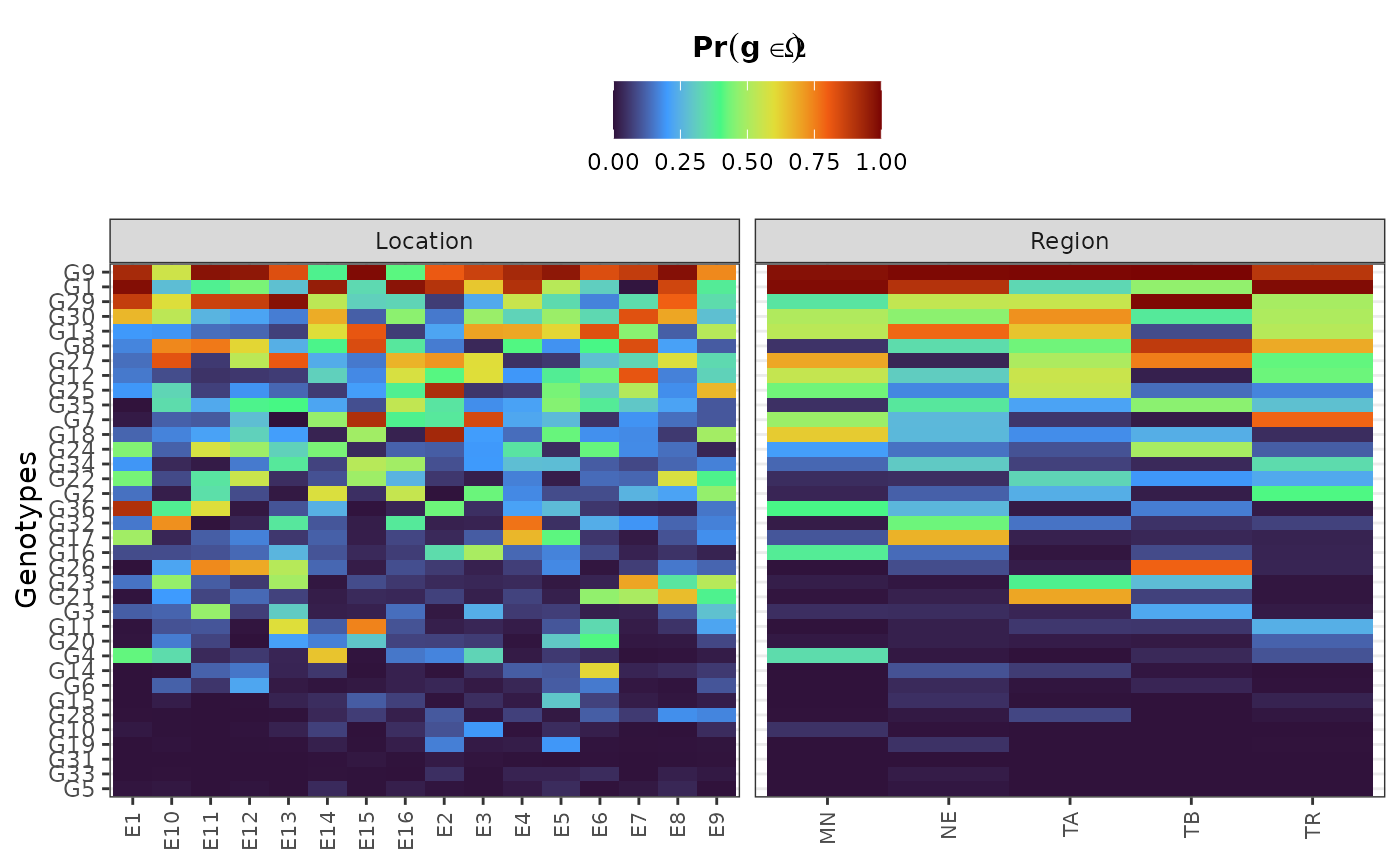 Pr(g ∈Ω)
0.00 0.25 0.50 0.75 1.00
Location Region
Genotypes
G9
G1
G29
G30
G13
G8
G27
G12
G25
G35
G7
G18
G24
G34
G22
G2
G36
G32
G17
G16
G26
G23
G21
G3
G11
G20
G4
G14
G6
G15
G28
G10
G19
G31
G33
G5
E1 E10 E11 E12 E13 E14 E15 E16 E2 E3 E4 E5 E6 E7 E8 E9 MN NE TA TB TR